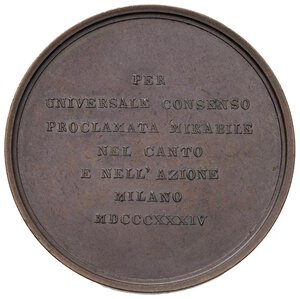 PER
UNIVERSALE CONSENSO
PROCLAMATA MIRABILE
NEL CANTO
E NELL' AZIONE
MILANO
MDCCCXXXIV